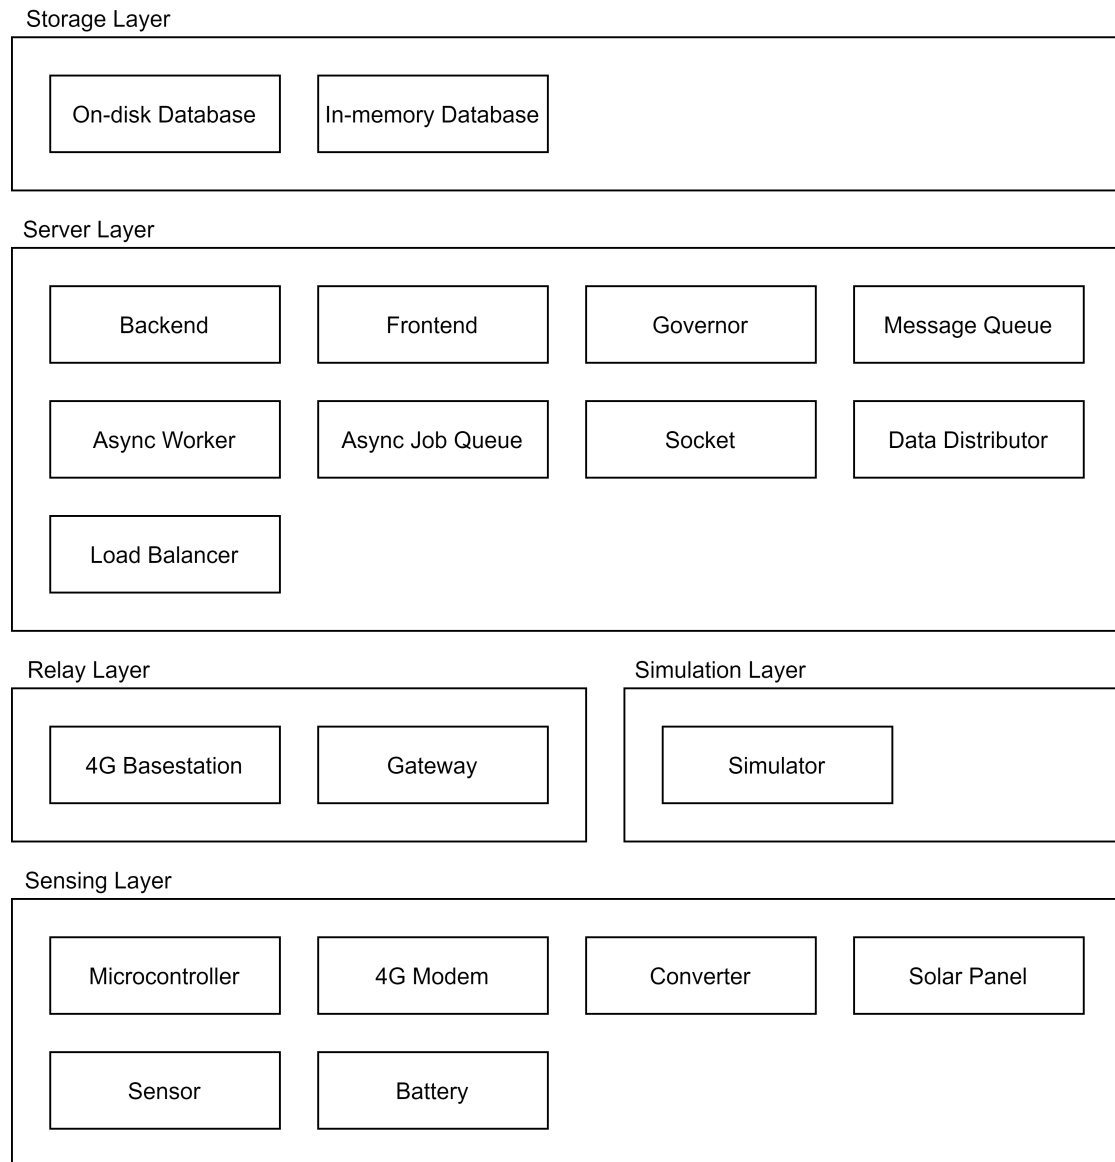 Storage Layer
On-disk Database
In-memory Database
Server Layer
Backend
Frontend
Governor
Message Queue
Async Worker
Async Job Queue
Socket
Data Distributor
Load Balancer
Relay Layer
4G Basestation
Gateway
Simulation Layer
Simulator
Sensing Layer
Microcontroller
4G Modem
Converter
Solar Panel
Sensor
Battery